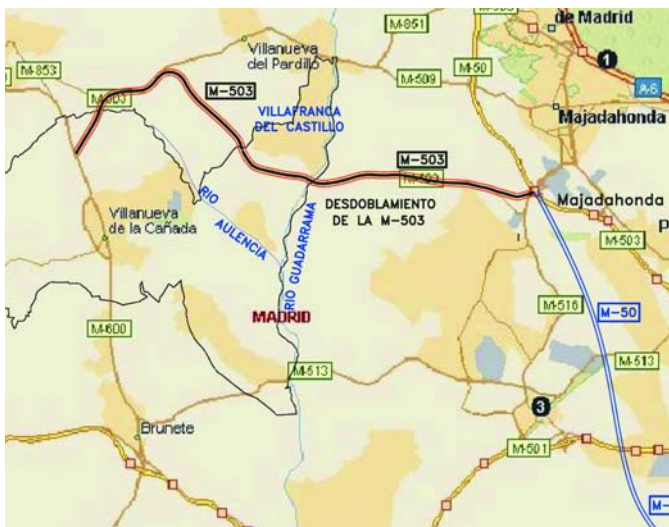 M-851
de Madrid
Villanueva
del Pardillo
M-853
M-50
1
M-509
A-6
M-503
VILLAFRANCA
DEL CASTILLO
Majadahonda
M-503
RIO
AULENCIA
DESDOBLAMIENTO
DE LA M-503
Majadahonda
Villanueva
de la Cañada
RIO GUADARRAMA
M-503
MADRID
M-600
M-516
M-50
M-513
M-513
3
Brunete
M-501